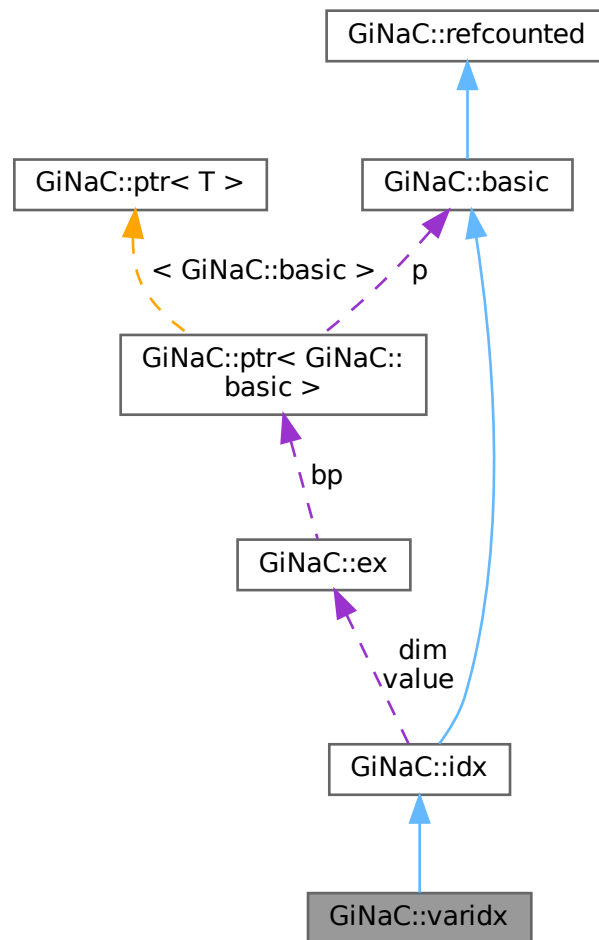 GiNaC::refcounted
GiNaC::ptr< T >
GiNaC::basic
< GiNaC::basic >
p
GiNaC::ptr< GiNaC::
basic >
bp
GiNaC::ex
dim
value
GiNaC::idx
GiNaC::varidx